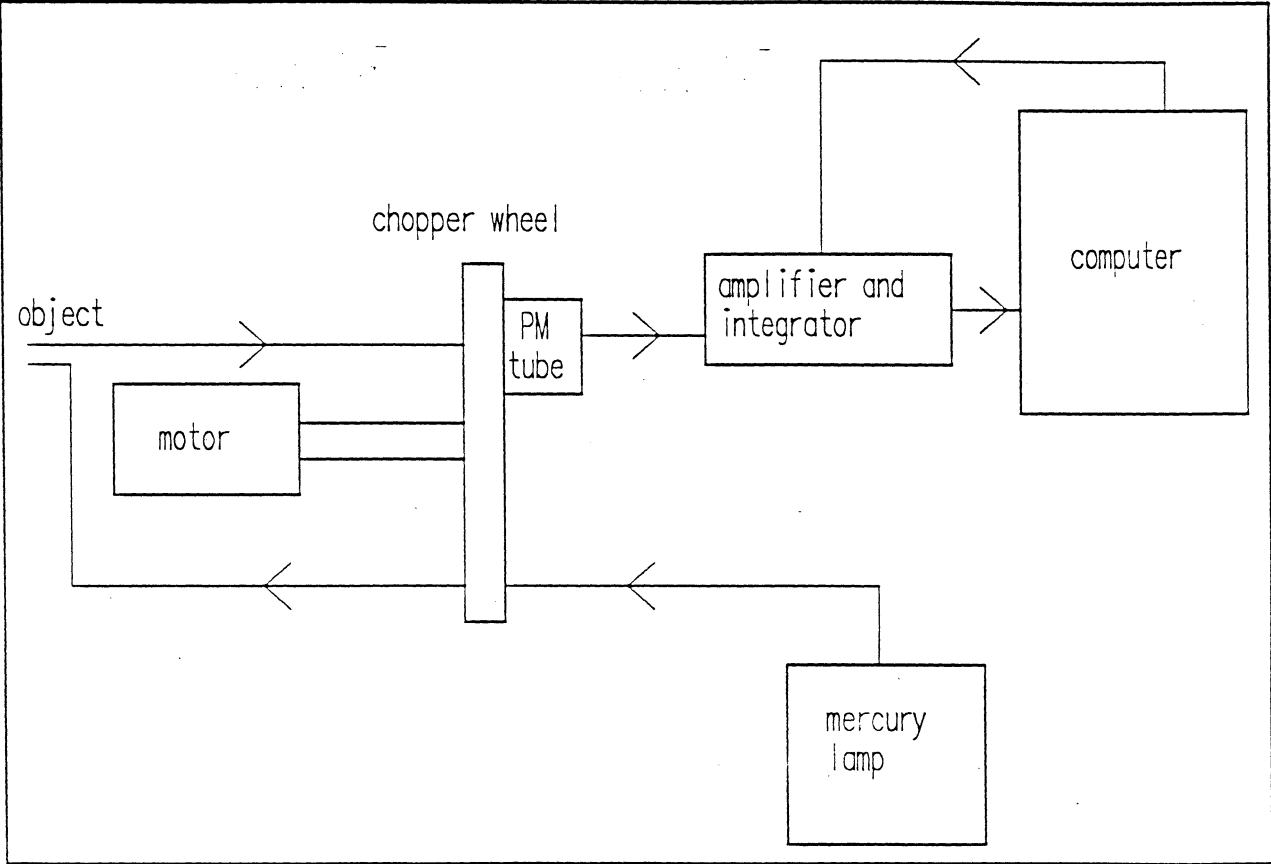 chopper wheel
object
PM
tube
amplifier and
integrator
computer
motor
mercury
lamp